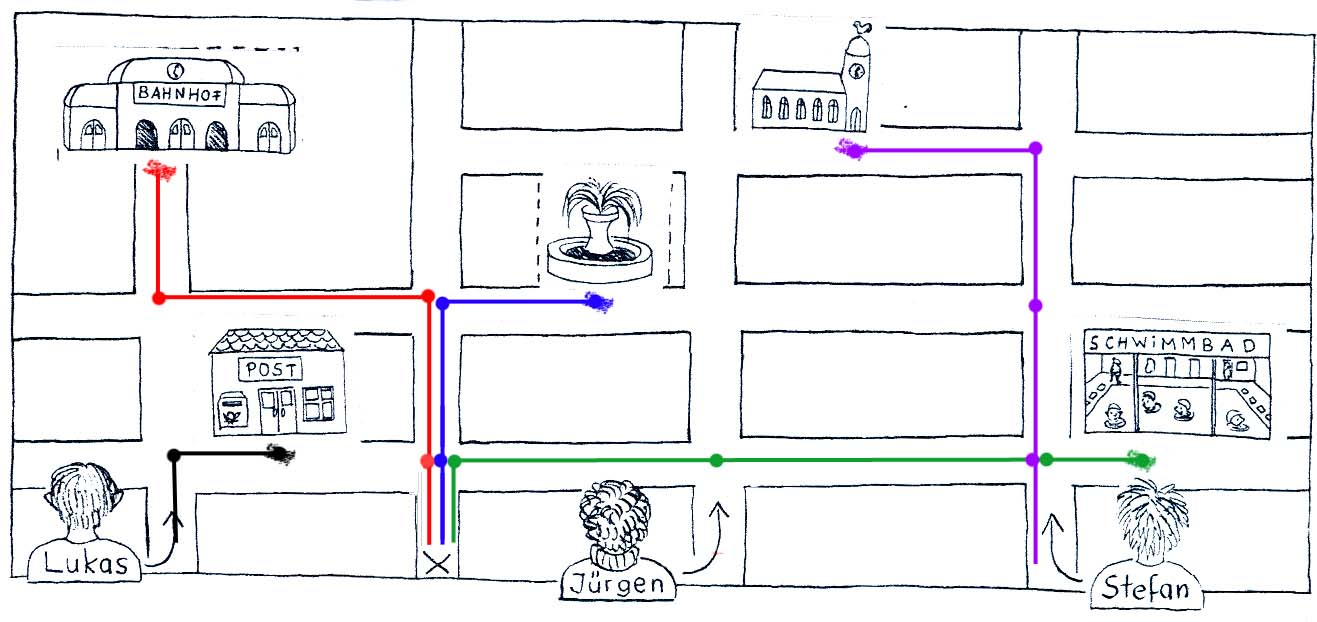 BAHNHOF
POST
SCHWIMMBAD
Lukas
Jürgen
Stefan